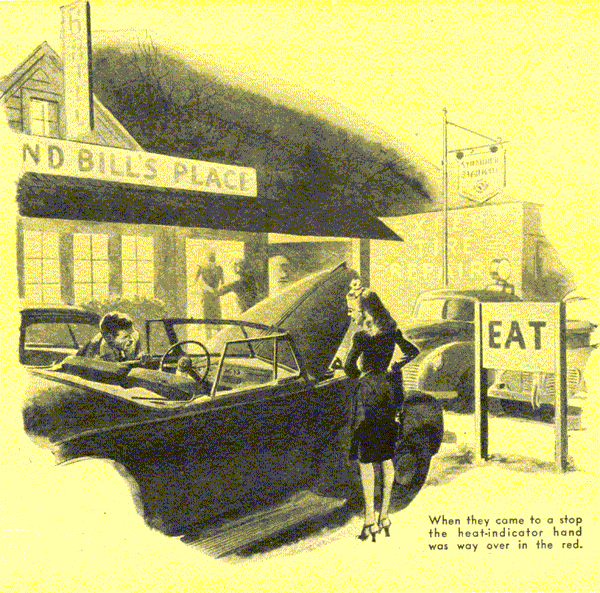 ND BILL'S PLACE
EAT
When they came to a stop
the heat-indicator hand
was way over in the red.